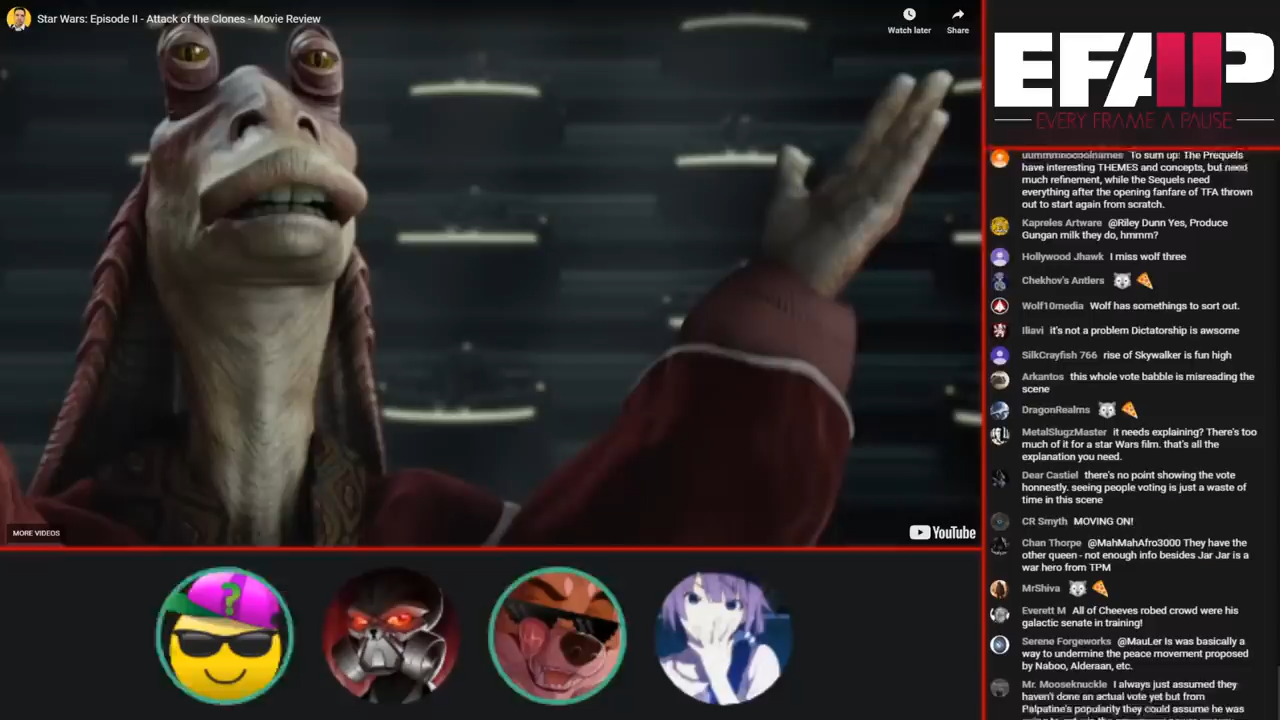 Star Wars: Episode II - Attack of the Clones - Movie Review
Watch later
Share
MORE VIDEOS
YouTube
EFAP
EVERY FRAME A PAUSE
To sum up: The Prequels
have interesting THEMES and concepts, but need
much refinement, while the Sequels need
everything after the opening fanfare of TFA thrown
out to start again from scratch.
Kapreles Artware @Riley Dunn Yes, Produce
Gungan milk they do, hmmm?
Hollywood Jhawk I miss wolf three
Chekhov's Antlers
Wolf10media Wolf has somethings to sort out.
Iliavi it's not a problem Dictatorship is awsome
SilkCrayfish 766 rise of Skywalker is fun high
Arkantos this whole vote babble is misreading the
scene
DragonRealms
MetalSlugzMaster it needs explaining? There's too
much of it for a star Wars film. that's all the
explanation you need.
Dear Castiel there's no point showing the vote
honnestly. seeing people voting is just a waste of
time in this scene
CR Smyth MOVING ON!
Chan Thorpe @MahMahAfro3000 They have the
other queen - not enough info besides Jar Jar is a
war hero from TPM
MrShiva
Everett M All of Cheeves robed crowd were his
galactic senate in training!
Serene Forgeworks @MauLer Is was basically a
way to undermine the peace movement proposed
by Naboo, Alderaan, etc.
Mr. Mooseknuckle I always just assumed they
haven't done an actual vote yet but from
Palpatine's popularity they could assume he was
?